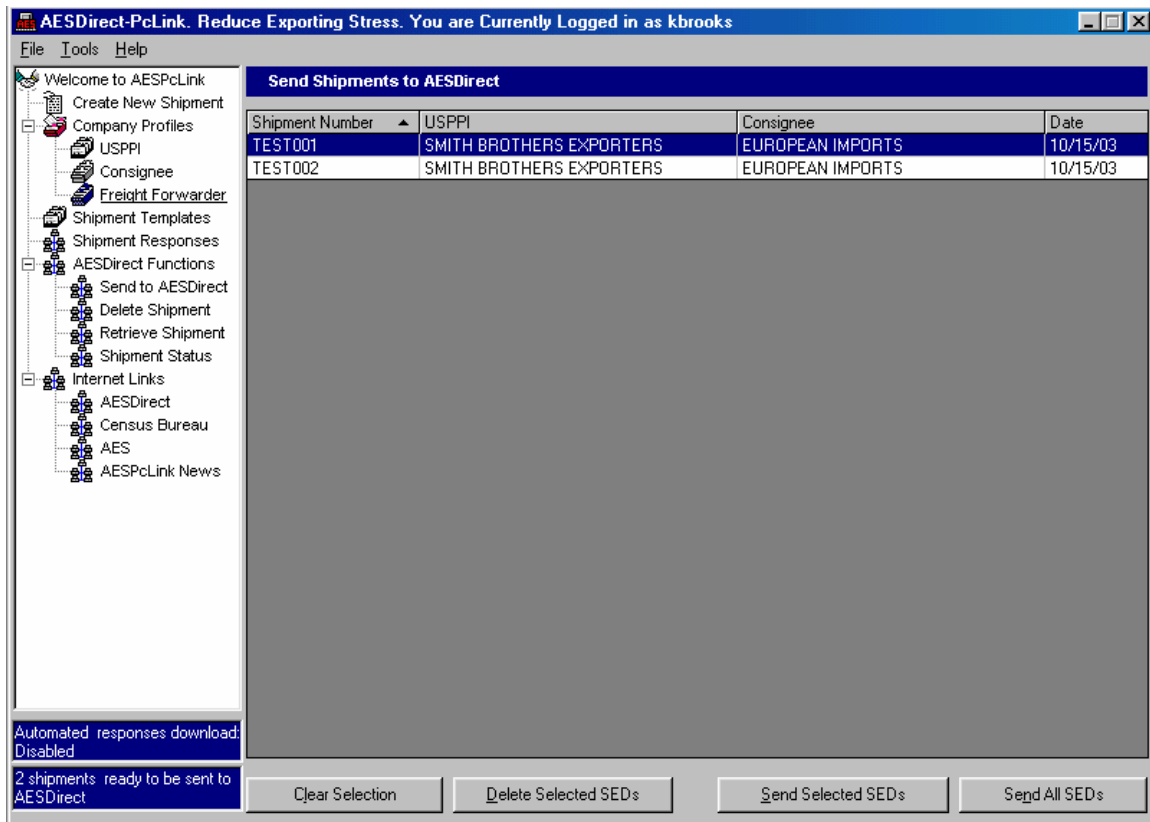 AESDirect-PcLink. Reduce Exporting Stress. You are Currently Logged in as kbrooks
File Tools Help
Welcome to AESPcLink
Create New Shipment
Company Profiles
USPPI
Consignee
Freight Forwarder
Shipment Templates
Shipment Responses
AESDirect Functions
Send to AESDirect
Delete Shipment
Retrieve Shipment
Shipment Status
Internet Links
AESDirect
Census Bureau
AES
AESPcLink News
Automated responses download:
Disabled
2 shipments ready to be sent to
AESDirect
Send Shipments to AESDirect
Shipment Number USPPI Consignee Date
TEST001 SMITH BROTHERS EXPORTERS EUROPEAN IMPORTS 10/15/03
TEST002 SMITH BROTHERS EXPORTERS EUROPEAN IMPORTS 10/15/03
Clear Selection Delete Selected SEDs Send Selected SEDs Send All SEDs